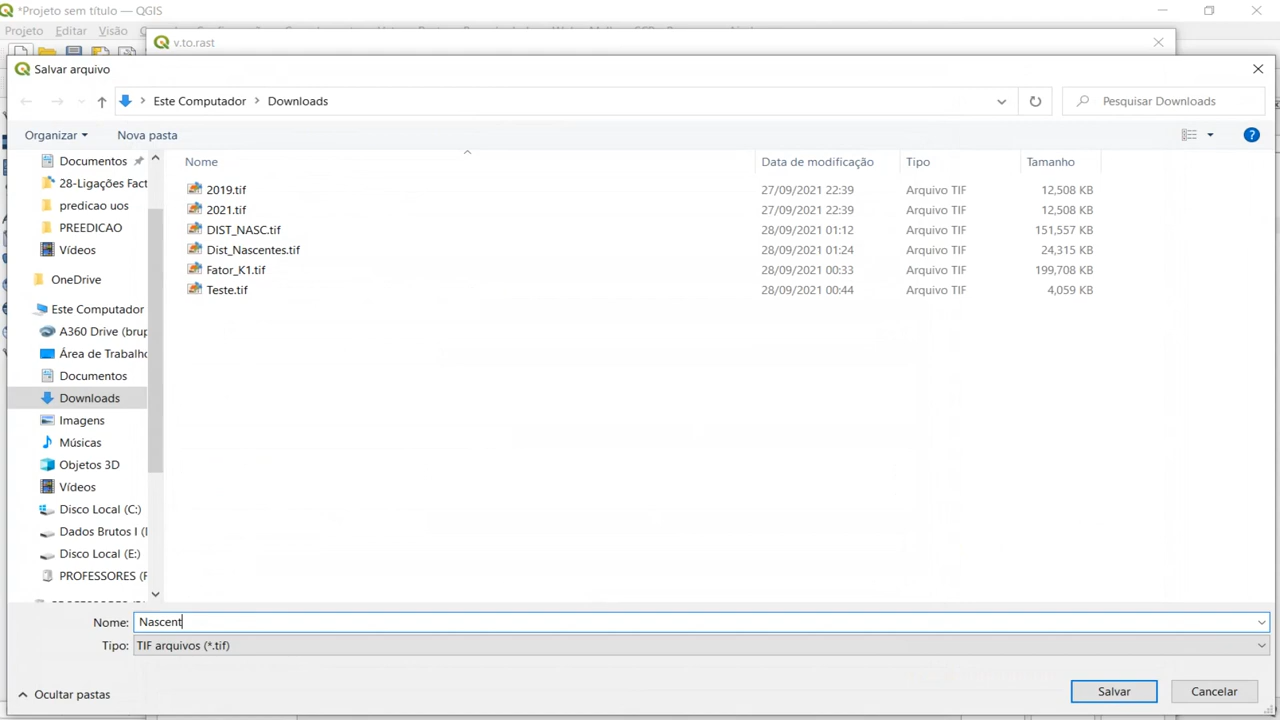 *Projeto sem título — QGIS
Projeto Editar Visão
v.to.rast
Salvar arquivo
Este Computador > Downloads
Pesquisar Downloads
Organizar
Nova pasta
Nome
Data de modificação
Tipo
Tamanho
2019.tif 27/09/2021 22:39 Arquivo TIF 12,508 KB
2021.tif 27/09/2021 22:39 Arquivo TIF 12,508 KB
DIST_NASC.tif 28/09/2021 01:12 Arquivo TIF 151,557 KB
Dist_Nascentes.tif 28/09/2021 01:24 Arquivo TIF 24,315 KB
Fator_K1.tif 28/09/2021 00:33 Arquivo TIF 199,708 KB
Teste.tif 28/09/2021 00:44 Arquivo TIF 4,059 KB
Documentos
28-Ligações Fact
predicao uos
PREEDICAO
Vídeos
OneDrive
Este Computador
A360 Drive (brup
Área de Trabalho
Documentos
Downloads
Imagens
Músicas
Objetos 3D
Vídeos
Disco Local (C:)
Dados Brutos I (
Disco Local (E:)
PROFESSORES (F
Nome: Nascent
Tipo: TIF arquivos (*.tif)
Ocultar pastas
Salvar
Cancelar